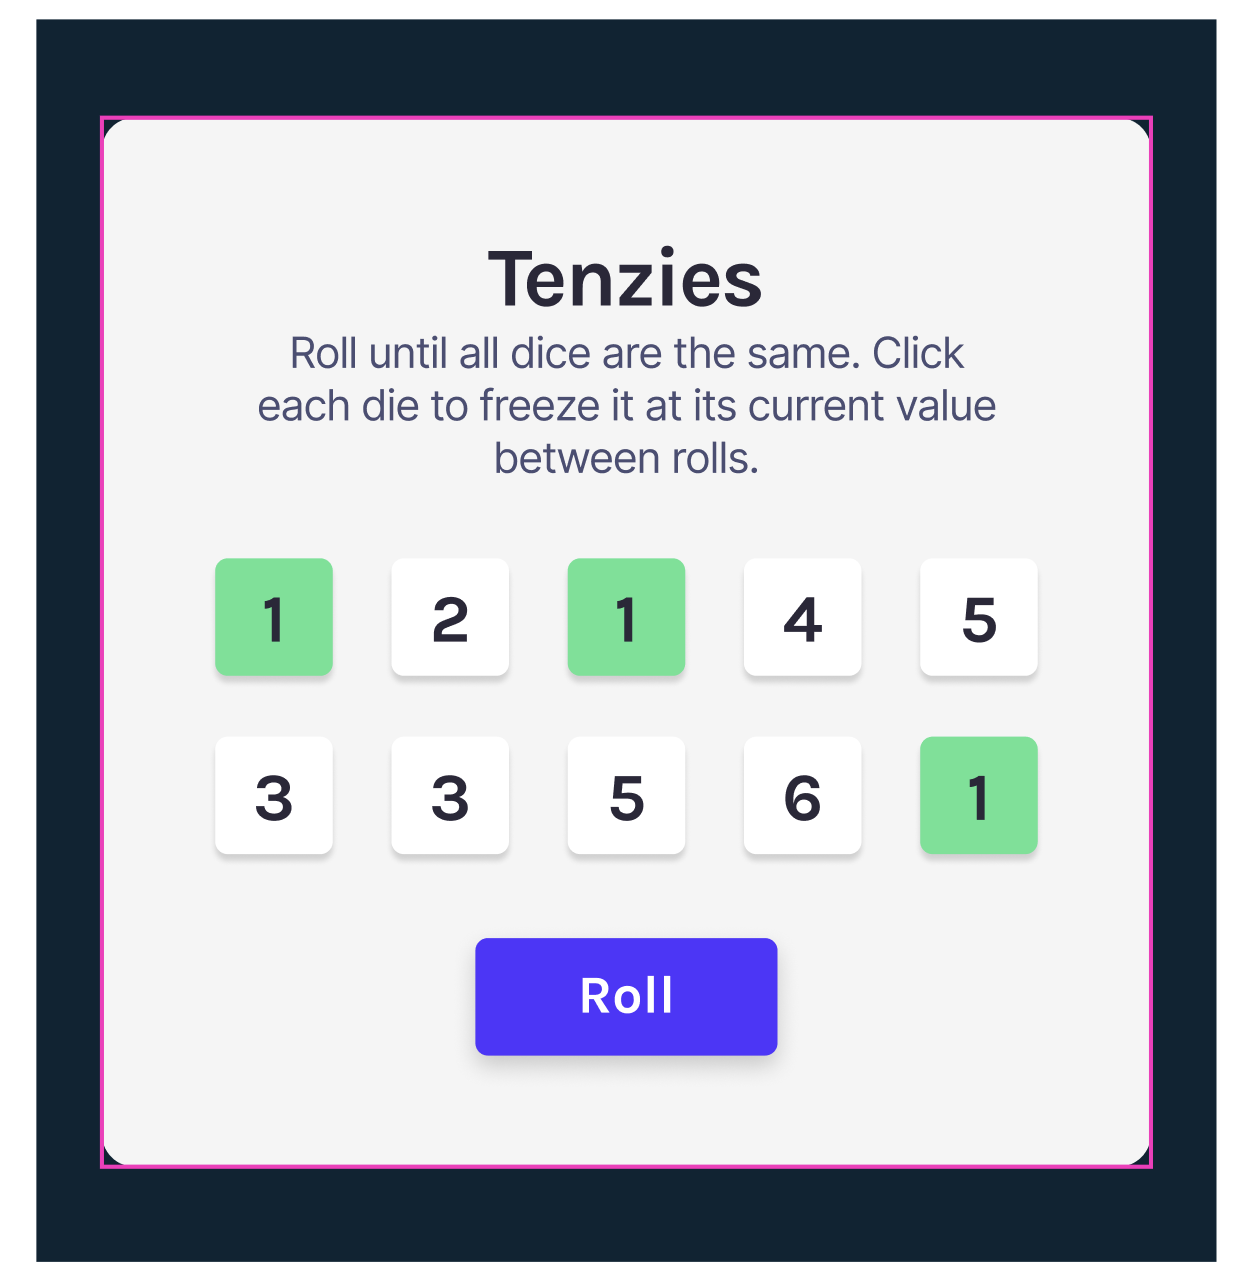 Tenzies
Roll until all dice are the same. Click
each die to freeze it at its current value
between rolls.
1 2 1 4 5
3 3 5 6 1
Roll